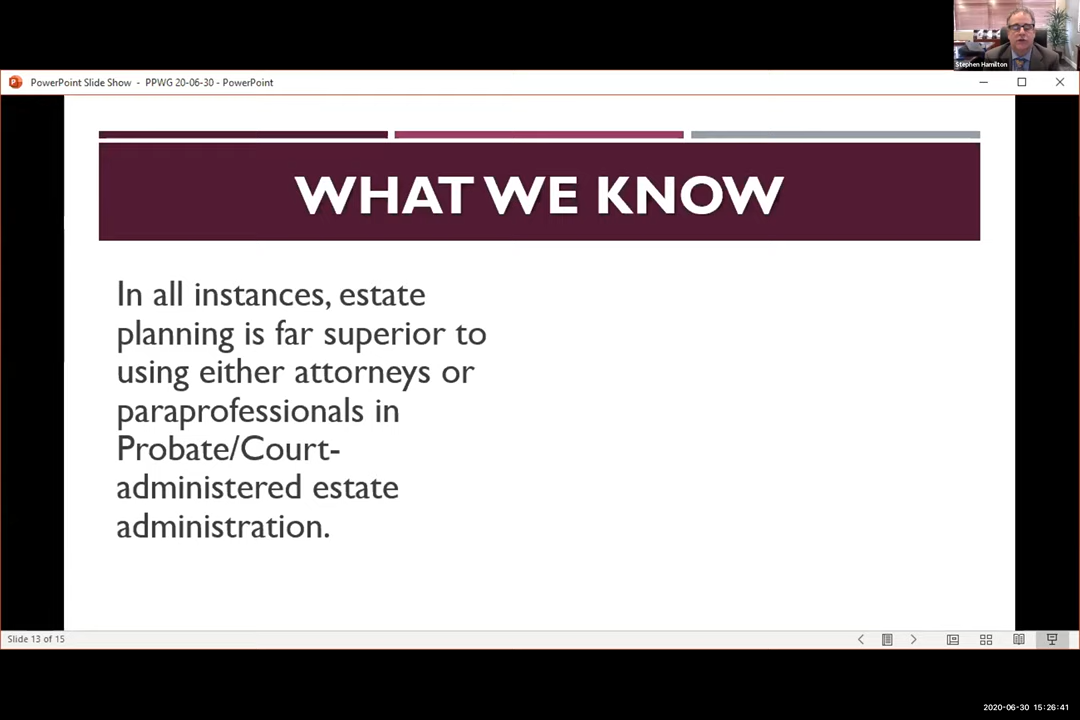 Stephen Hamilton
PowerPoint Slide Show - PPWG 20-06-30 - PowerPoint
WHAT WE KNOW
In all instances, estate
planning is far superior to
using either attorneys or
paraprofessionals in
Probate/Court-
administered estate
administration.
Slide 13 of 15
2020-06-30 15:26:41